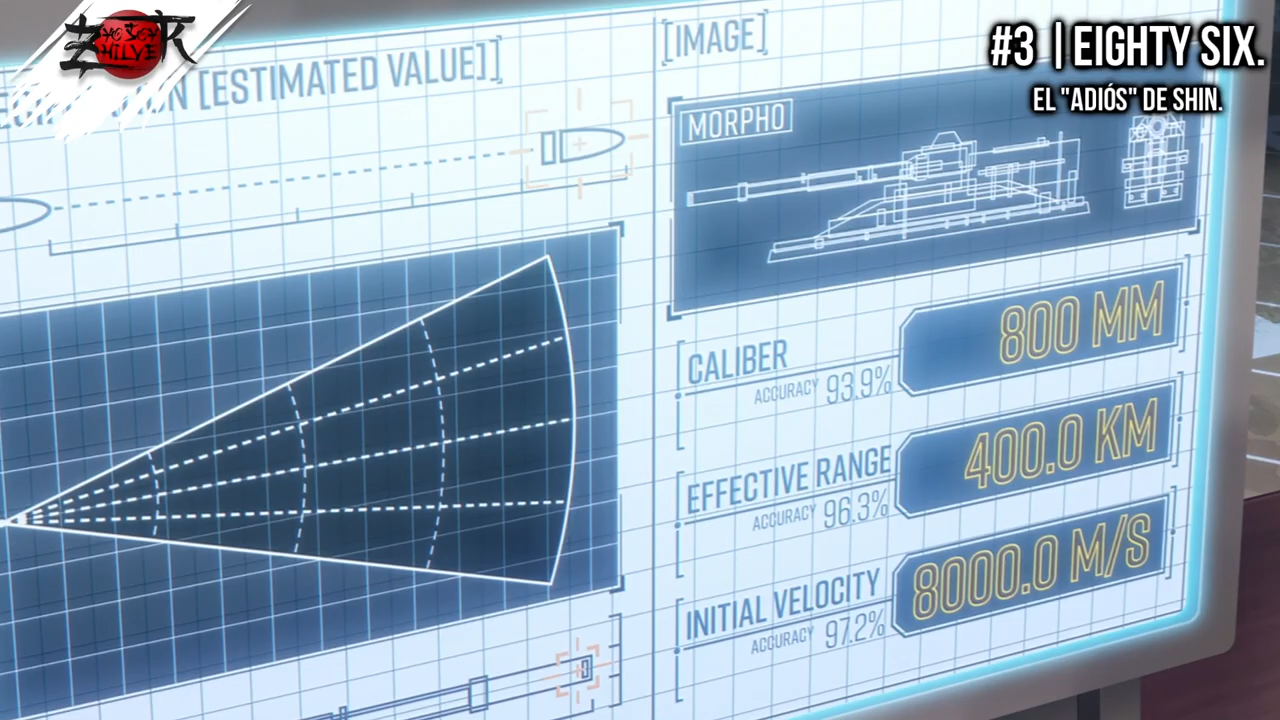 #3 | EIGHTY SIX.
EL "ADIÓS" DE SHIN.
[ESTIMATED VALUE]]
[IMAGE]
MORPHO
CALIBER
ACCURACY 93.9%
800 MM
EFFECTIVE RANGE
ACCURACY 96.3%
400.0 KM
INITIAL VELOCITY
ACCURACY 97.2%
8000.0 M/S